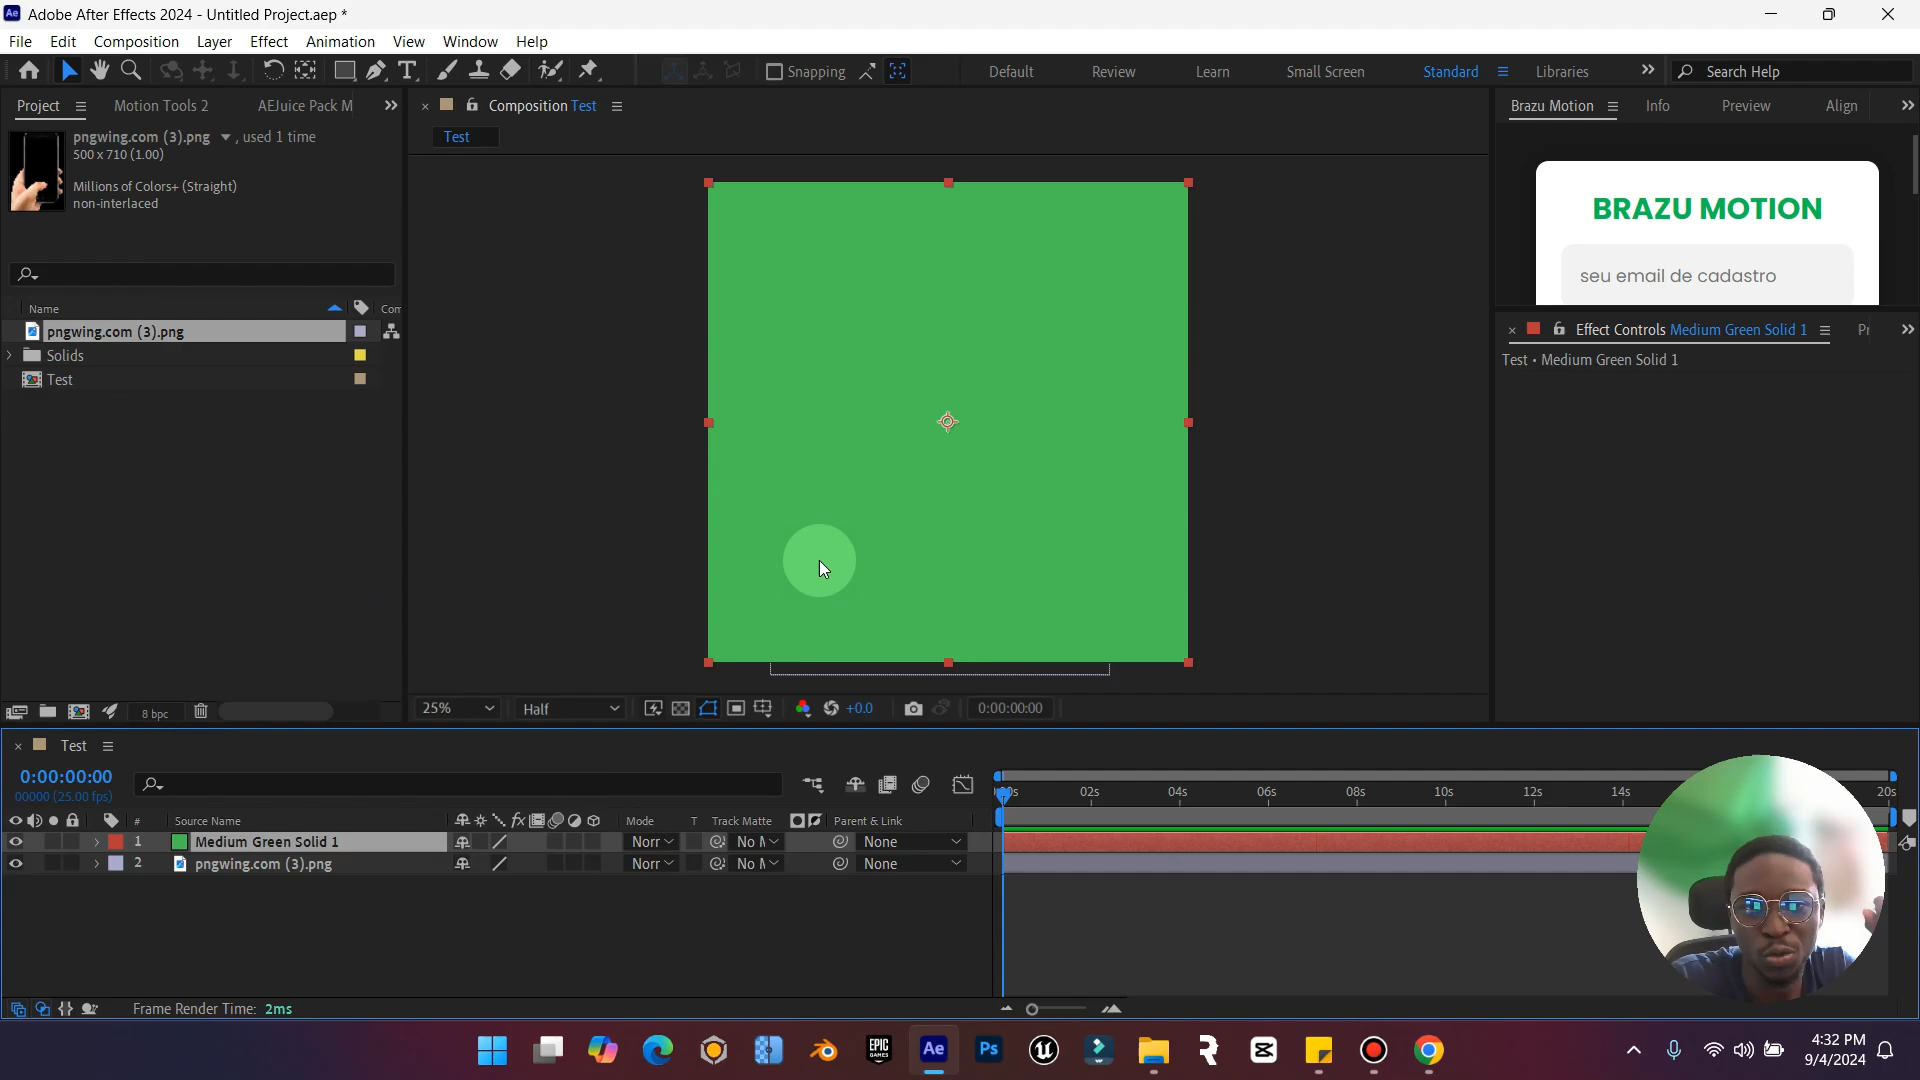 Adobe After Effects 2024 - Untitled Project.aep *
File Edit Composition Layer Effect Animation View Window Help
Snapping
Default Review Learn Small Screen Standard Libraries
Search Help
Project
Motion Tools 2
AEJuice Pack M
pngwing.com (3).png , used 1 time
500 x 710 (1.00)
Millions of Colors+ (Straight)
non-interlaced
Name
Com
pngwing.com (3).png
Solids
Test
8 bpc
Composition Test
Test
25%
Half
+0.0
0:00:00:00
Brazu Motion Info Preview Align
BRAZU MOTION
seu email de cadastro
Effect Controls Medium Green Solid 1
Pr
Test • Medium Green Solid 1
Test
0:00:00:00
00000 (25.00 fps)
# Source Name Mode T Track Matte Parent & Link
1 Medium Green Solid 1 Norr No M None
2 pngwing.com (3).png Norr No M None
02s 04s 06s 08s 10s 12s 14s 20s
Frame Render Time: 2ms
Ae Ps
EPIC GAMES
4:32 PM
9/4/2024